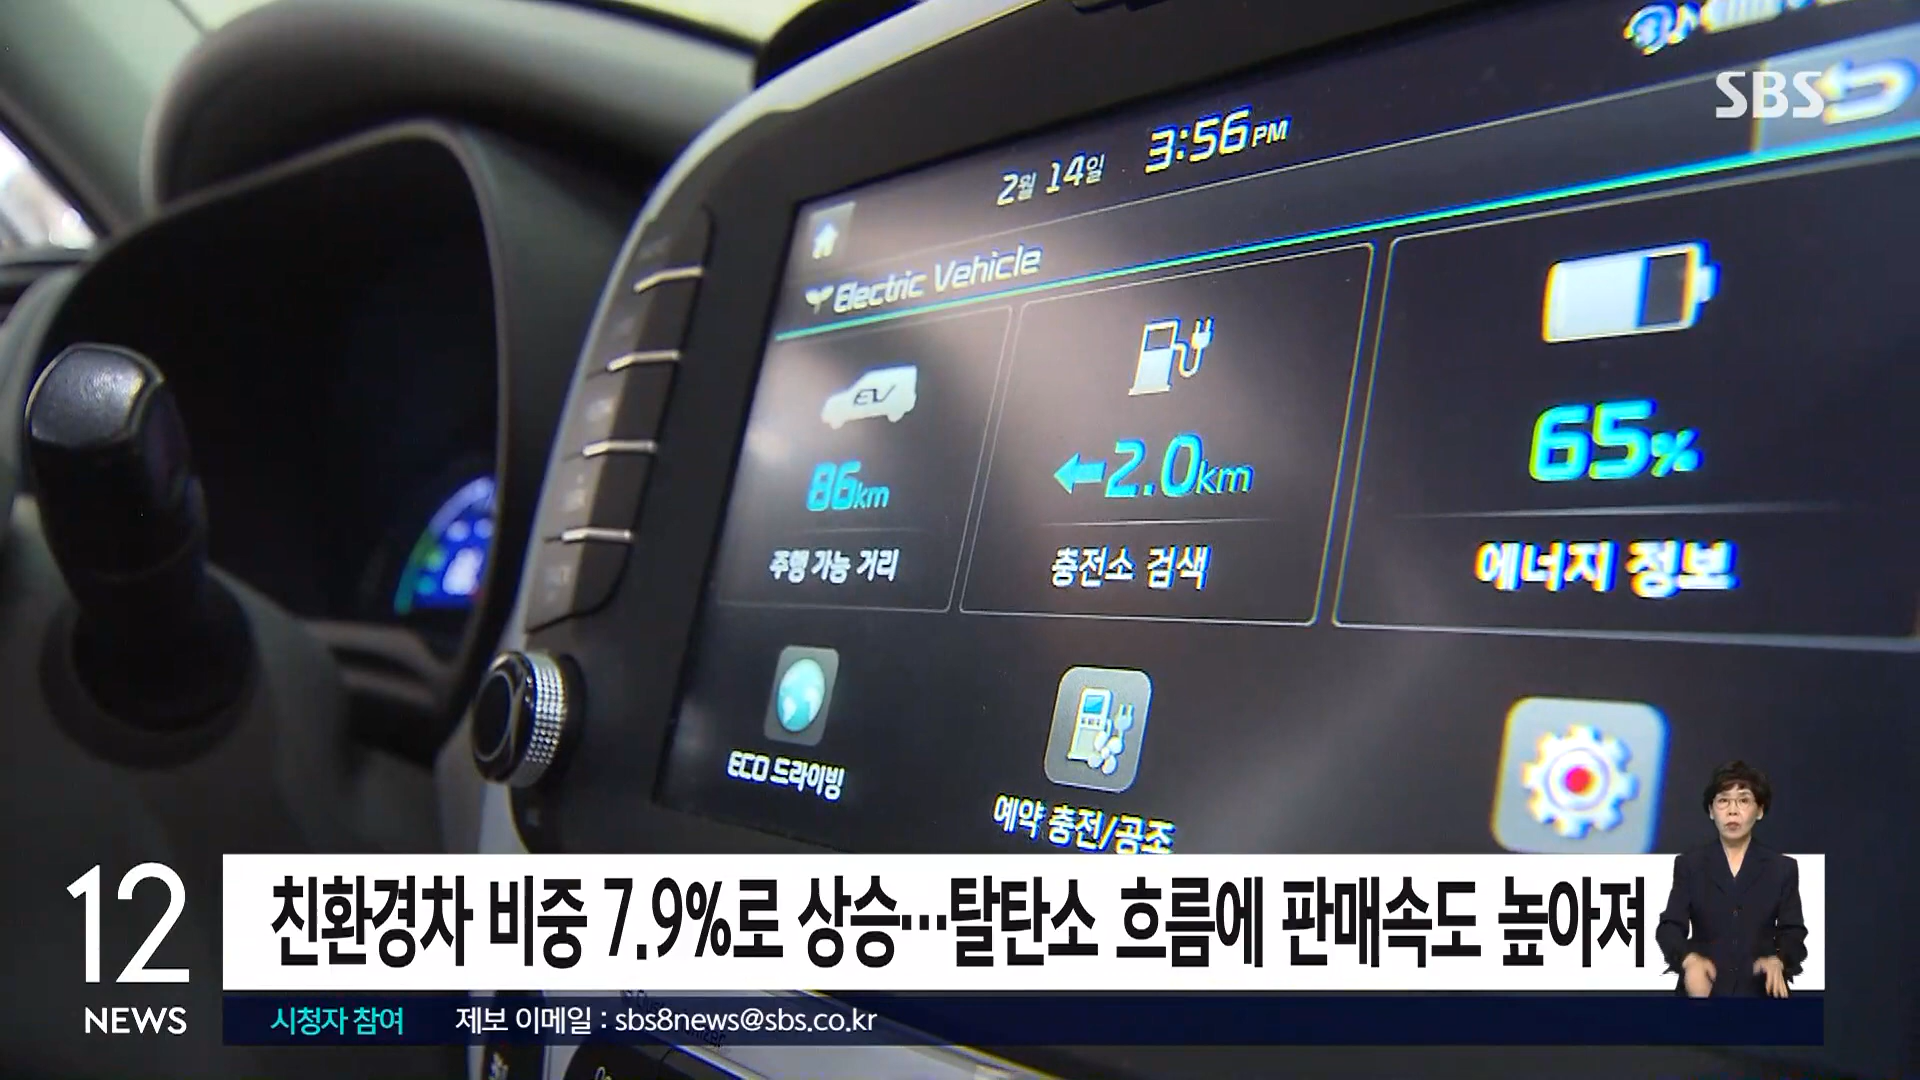 SBS
2월 14일 3:56 PM
Electric Vehicle
EV
86km
←2.0km
65%
주행 가능 거리
충전소 검색
에너지 정보
ECO 드라이빙
예약 충전/공조
12
NEWS
친환경차 비중 7.9%로 상승…탈탄소 흐름에 판매속도 높아져
시청자 참여 제보 이메일 : sbs8news@sbs.co.kr